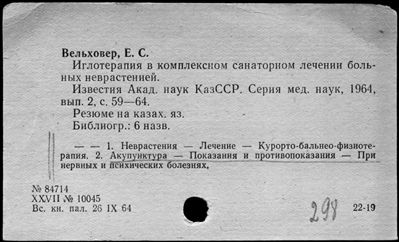 Вельховер, Е. С.
Иглотерапия в комплексном санаторном лечении боль-
ных неврастенией.
Известия Акад. наук КазССР. Серия мед. наук, 1964,
вып. 2, с. 59—64.
Резюме на казах. яз.
Библиогр.: 6 назв.
— — 1. Неврастения — Лечение — Курорто-бальнео-физиоте-
рапия. 2. Акупунктура — Показания и противопоказания — При
нервных и психических болезнях.
№ 84714
XXVII № 10045
Вс. кн. пал. 26 IX 64
298
22-19